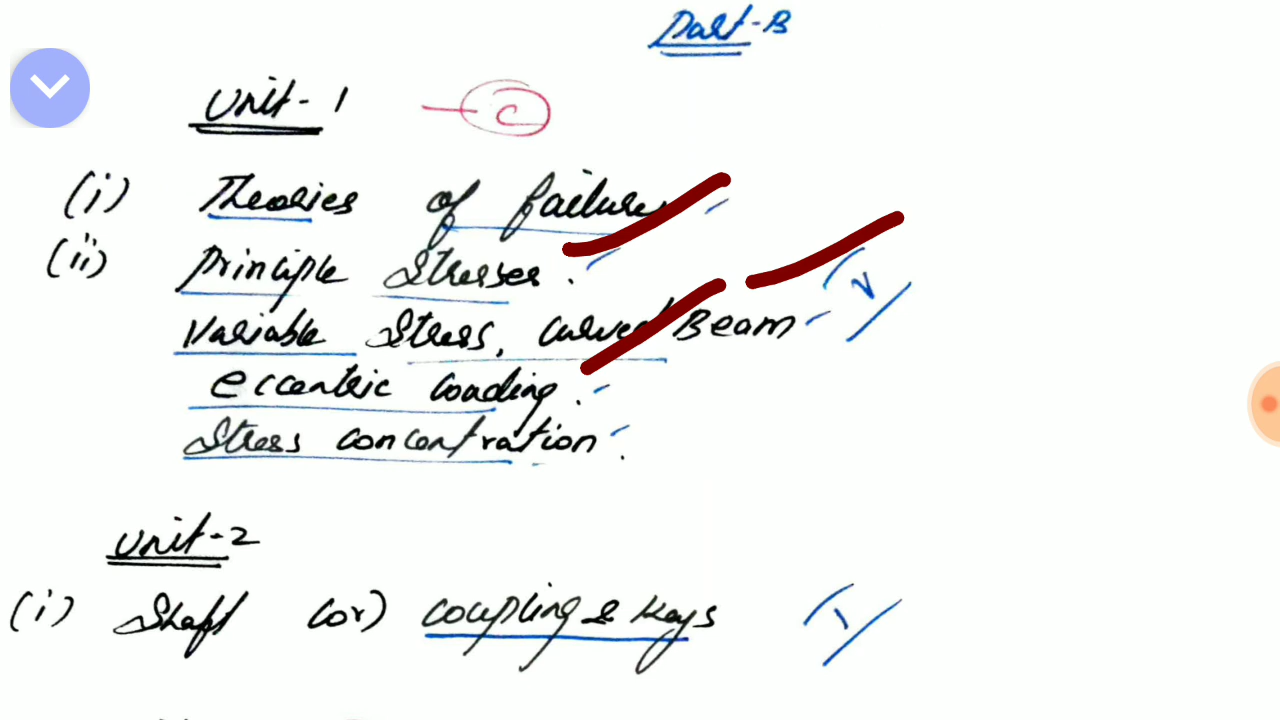 Part-B
Unit-1 - C
(i) Theories of failure
(ii) Principle Stresses.
Variable Stress, curved Beam
eccentric loading.
Stress concentration.
Unit-2
(i) Shaft (or) coupling & keys